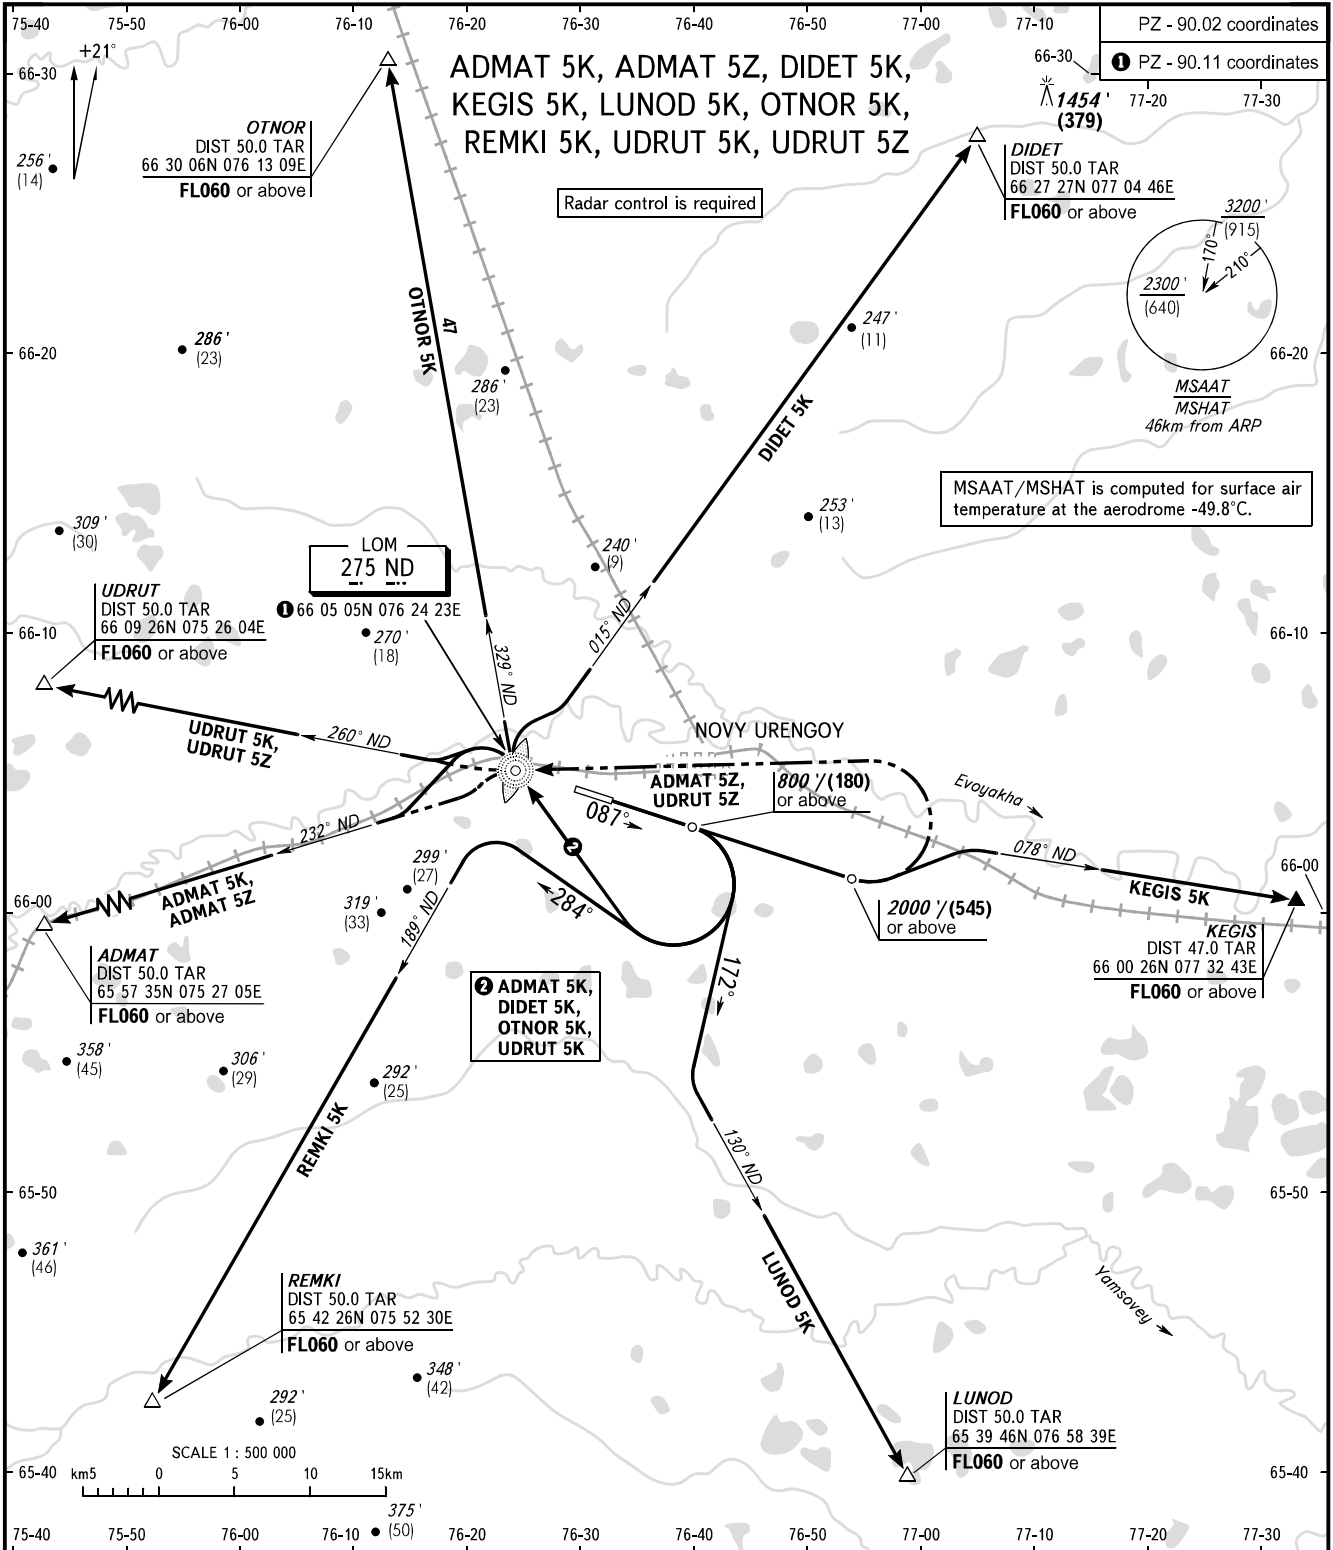 75-40 75-50 76-00 76-10 76-20 76-30 76-40 76-50 77-00 77-10
PZ - 90.02 coordinates
❶ PZ - 90.11 coordinates
66-30
77-20 77-30
+21°
66-30
ADMAT 5K, ADMAT 5Z, DIDET 5K,
KEGIS 5K, LUNOD 5K, OTNOR 5K,
REMKI 5K, UDRUT 5K, UDRUT 5Z
1454'
(379)
OTNOR
DIST 50.0 TAR
66 30 06N 076 13 09E
FL060 or above
256'
(14)
Radar control is required
DIDET
DIST 50.0 TAR
66 27 27N 077 04 46E
FL060 or above
3200'
(915)
170°
210°
2300'
(640)
MSAAT
MSHAT
46km from ARP
OTNOR 5K
47
247'
(11)
286'
(23)
66-20
66-20
286'
(23)
DIDET 5K
MSAAT/MSHAT is computed for surface air
temperature at the aerodrome -49.8°C.
253'
(13)
309'
(30)
240'
(9)
LOM
275 ND
❶ 66 05 05N 076 24 23E
UDRUT
DIST 50.0 TAR
66 09 26N 075 26 04E
FL060 or above
66-10
66-10
270'
(18)
015° ND
329° ND
260° ND
UDRUT 5K,
UDRUT 5Z
NOVY URENGOY
ADMAT 5Z,
UDRUT 5Z
800'/(180)
or above
087°
Evoyakha
078° ND
KEGIS 5K
66-00
232° ND
ADMAT 5K,
ADMAT 5Z
299'
(27)
❷
284°
319'
(33)
189° ND
2000'/(545)
or above
66-00
KEGIS
DIST 47.0 TAR
66 00 26N 077 32 43E
FL060 or above
ADMAT
DIST 50.0 TAR
65 57 35N 075 27 05E
FL060 or above
❷ ADMAT 5K,
DIDET 5K,
OTNOR 5K,
UDRUT 5K
172°
358'
(45)
306'
(29)
292'
(25)
REMKI 5K
130° ND
65-50
65-50
361'
(46)
LUNOD 5K
Yamsovey
REMKI
DIST 50.0 TAR
65 42 26N 075 52 30E
FL060 or above
348'
(42)
292'
(25)
LUNOD
DIST 50.0 TAR
65 39 46N 076 58 39E
FL060 or above
SCALE 1 : 500 000
km5 0 5 10 15km
65-40
65-40
375'
(50)
75-40 75-50 76-00 76-10 76-20 76-30 76-40 76-50 77-00 77-10 77-20 77-30